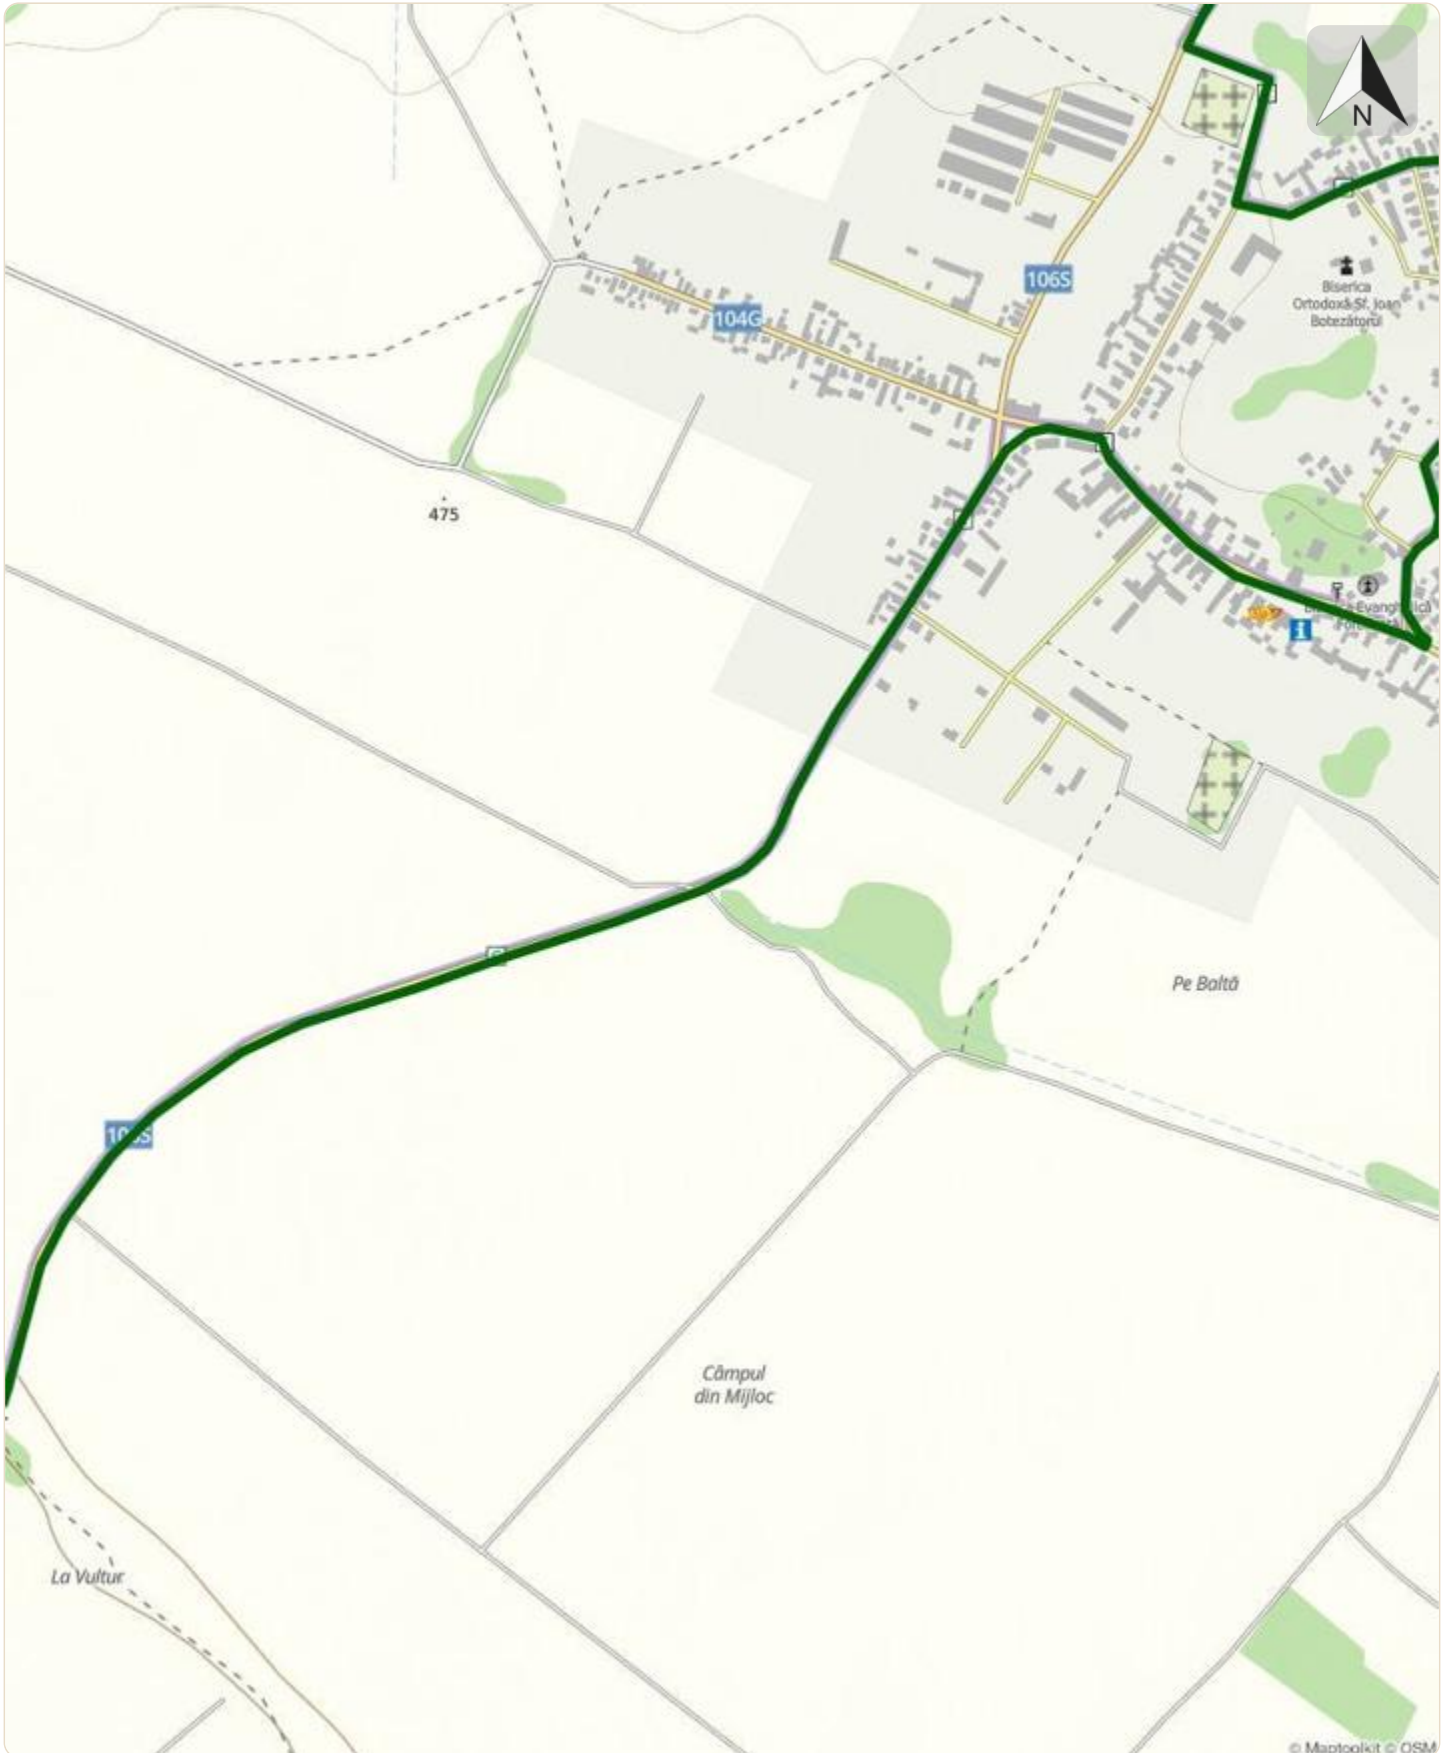 N
106S
Biserica
Ortodoxă Sf. Ioan
Botezătorul
104G
475
Pe Baltă
Câmpul
din Mijloc
La Vultur
© Maptoolkit © OSM